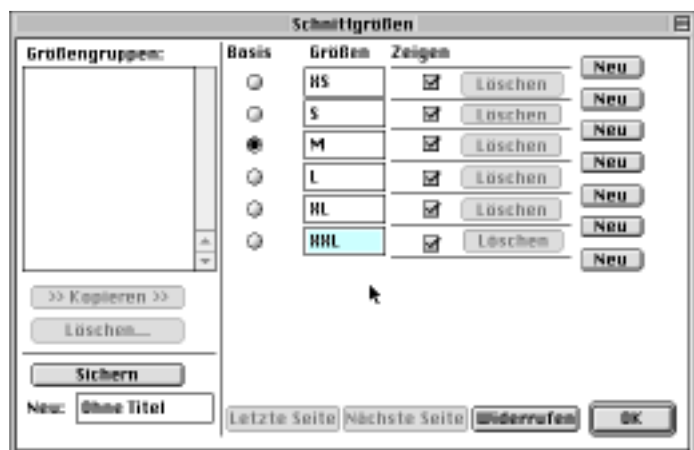 Schnittgrößen
Größengruppen:
Basis Größen Zeigen
Neu
XS Löschen
Neu
S Löschen
Neu
M Löschen
Neu
L Löschen
Neu
XL Löschen
Neu
XXL Löschen
Neu
>> Kopieren >>
Löschen...
Sichern
Neu: Ohne Titel
Letzte Seite Nächste Seite Widerrufen OK